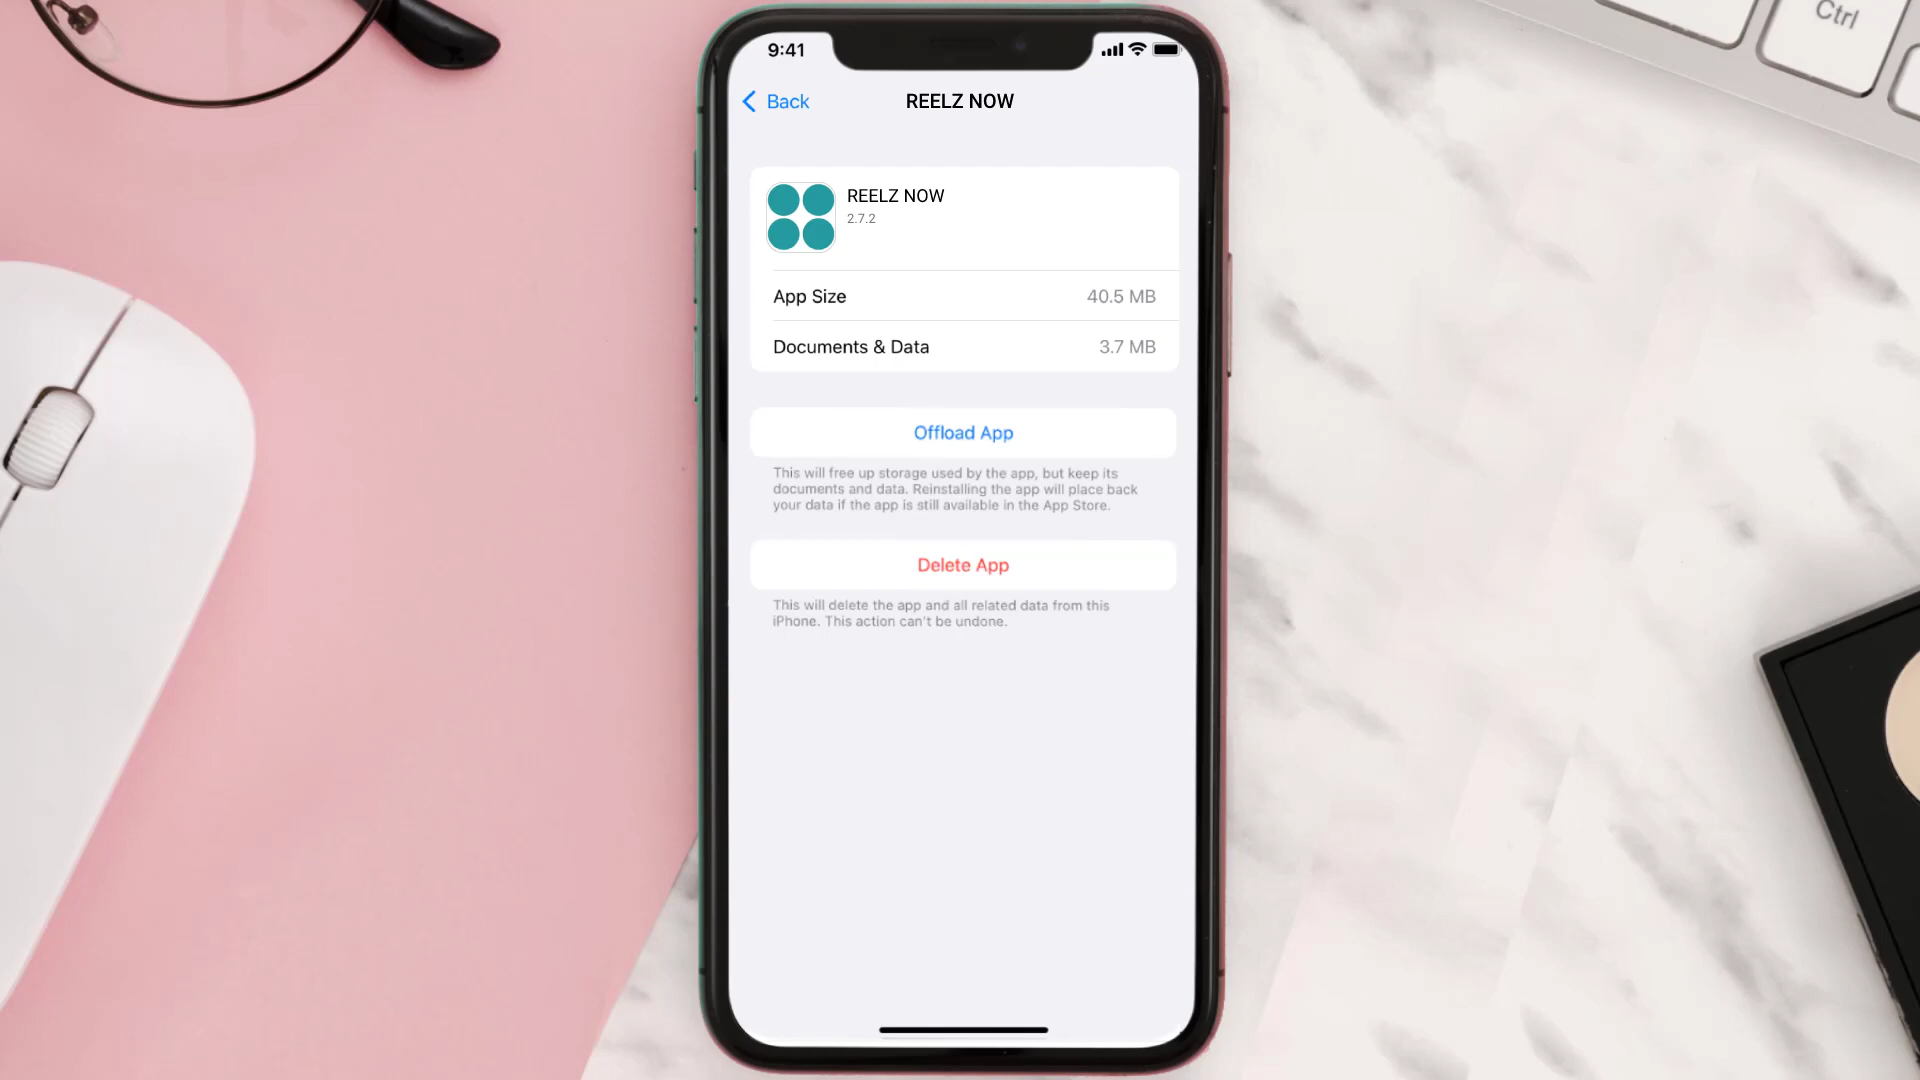 Ctrl
9:41
Back
REELZ NOW
REELZ NOW
2.7.2
App Size 40.5 MB
Documents & Data 3.7 MB
Offload App
This will free up storage used by the app, but keep its
documents and data. Reinstalling the app will place back
your data if the app is still available in the App Store.
Delete App
This will delete the app and all related data from this
iPhone. This action can't be undone.